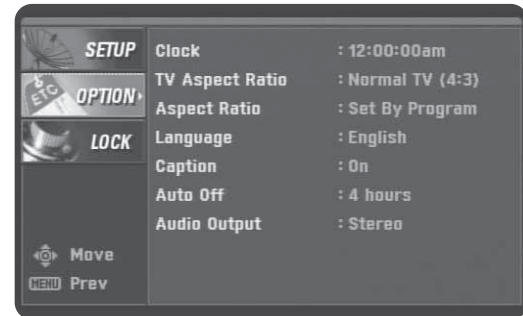 SETUP
ETC OPTION
LOCK
Clock : 12:00:00am
TV Aspect Ratio : Normal TV (4:3)
Aspect Ratio : Set By Program
Language : English
Caption : On
Auto Off : 4 hours
Audio Output : Stereo
Move
MENU Prev